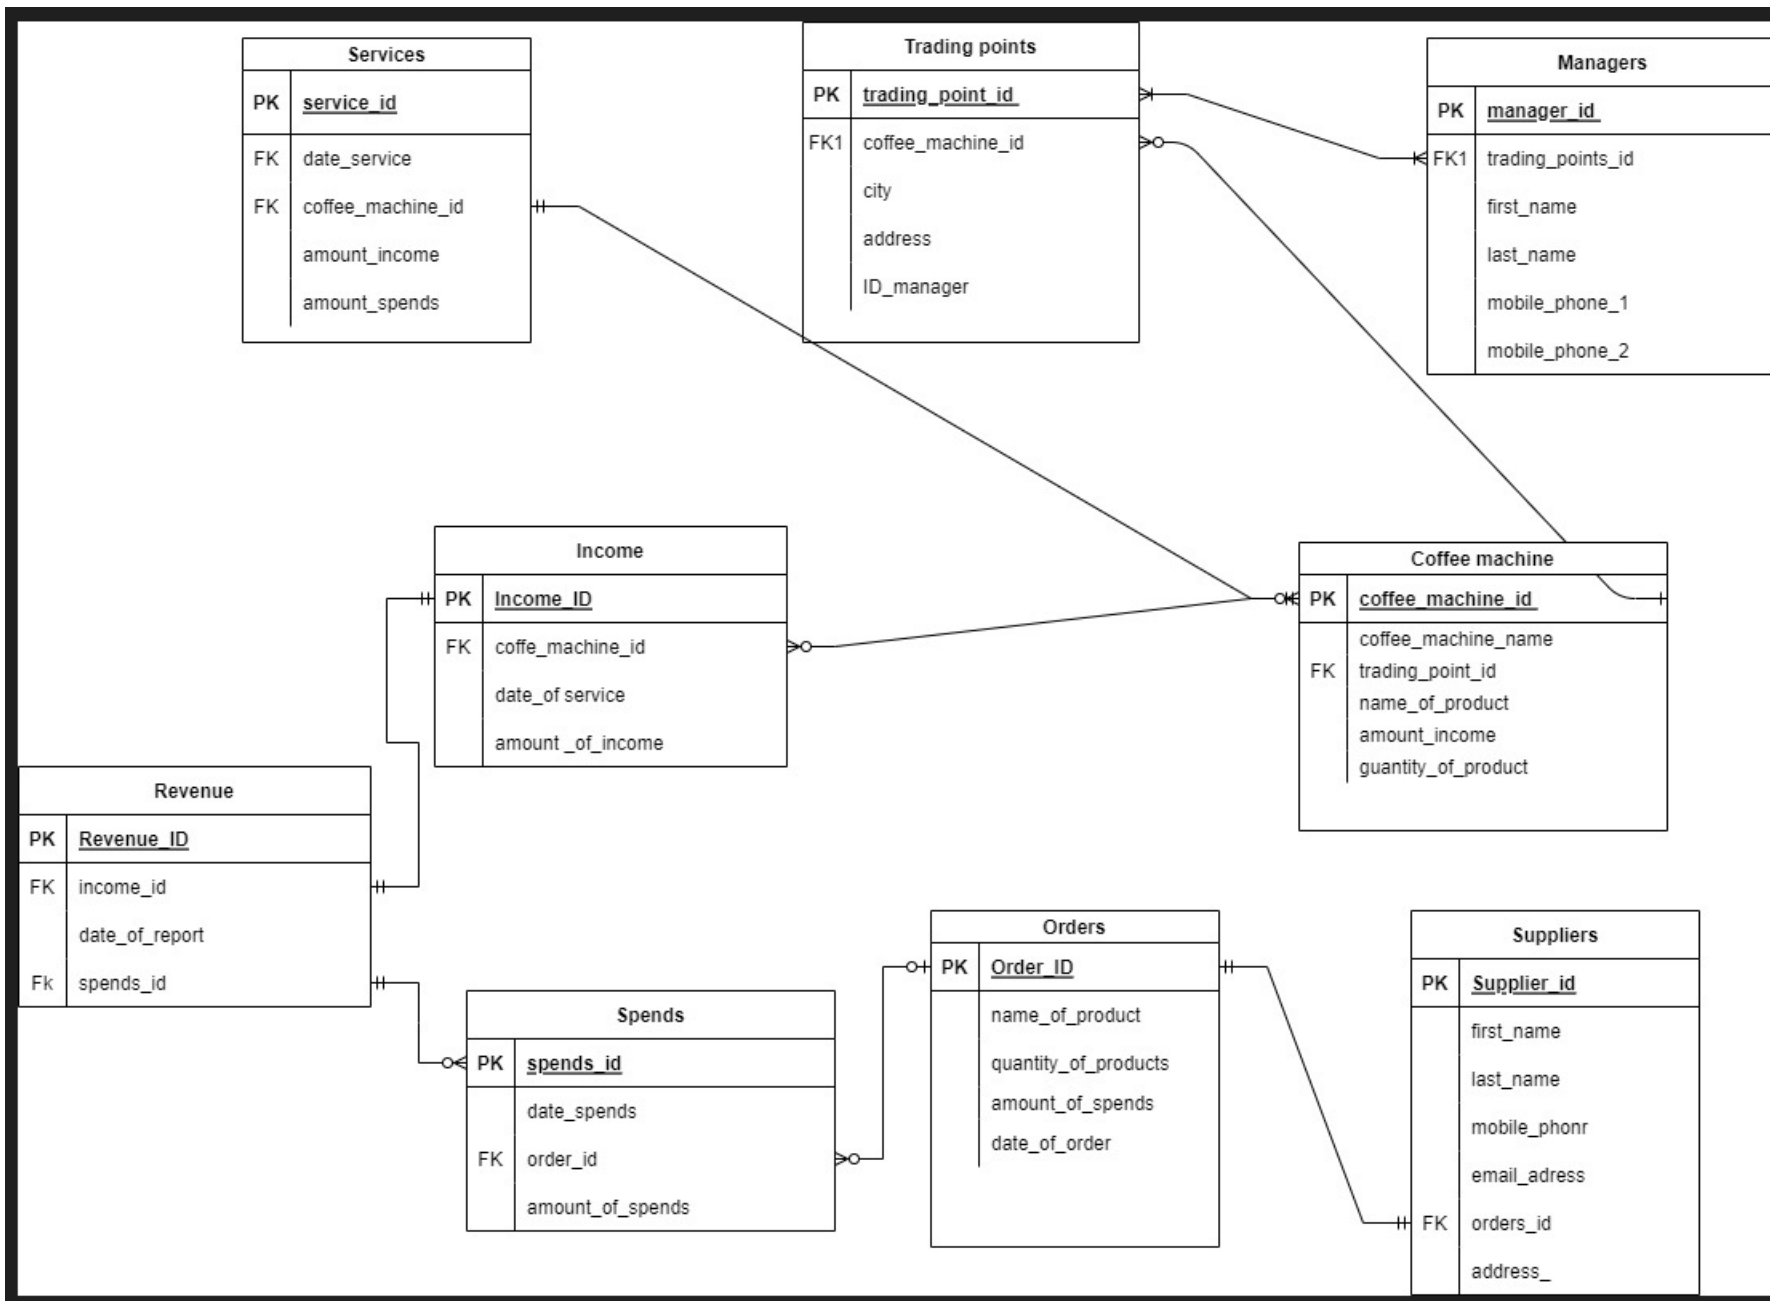 Services
PK service_id
FK date_service
FK coffee_machine_id
amount_income
amount_spends
Trading points
PK trading_point_id
FK1 coffee_machine_id
city
address
ID_manager
Managers
PK manager_id
FK1 trading_points_id
first_name
last_name
mobile_phone_1
mobile_phone_2
Income
PK Income_ID
FK coffe_machine_id
date_of service
amount _of_income
Coffee machine
PK coffee_machine_id
coffee_machine_name
FK trading_point_id
name_of_product
amount_income
guantity_of_product
Revenue
PK Revenue_ID
FK income_id
date_of_report
Fk spends_id
Spends
PK spends_id
date_spends
FK order_id
amount_of_spends
Orders
PK Order_ID
name_of_product
quantity_of_products
amount_of_spends
date_of_order
Suppliers
PK Supplier_id
first_name
last_name
mobile_phonr
email_adress
FK orders_id
address_